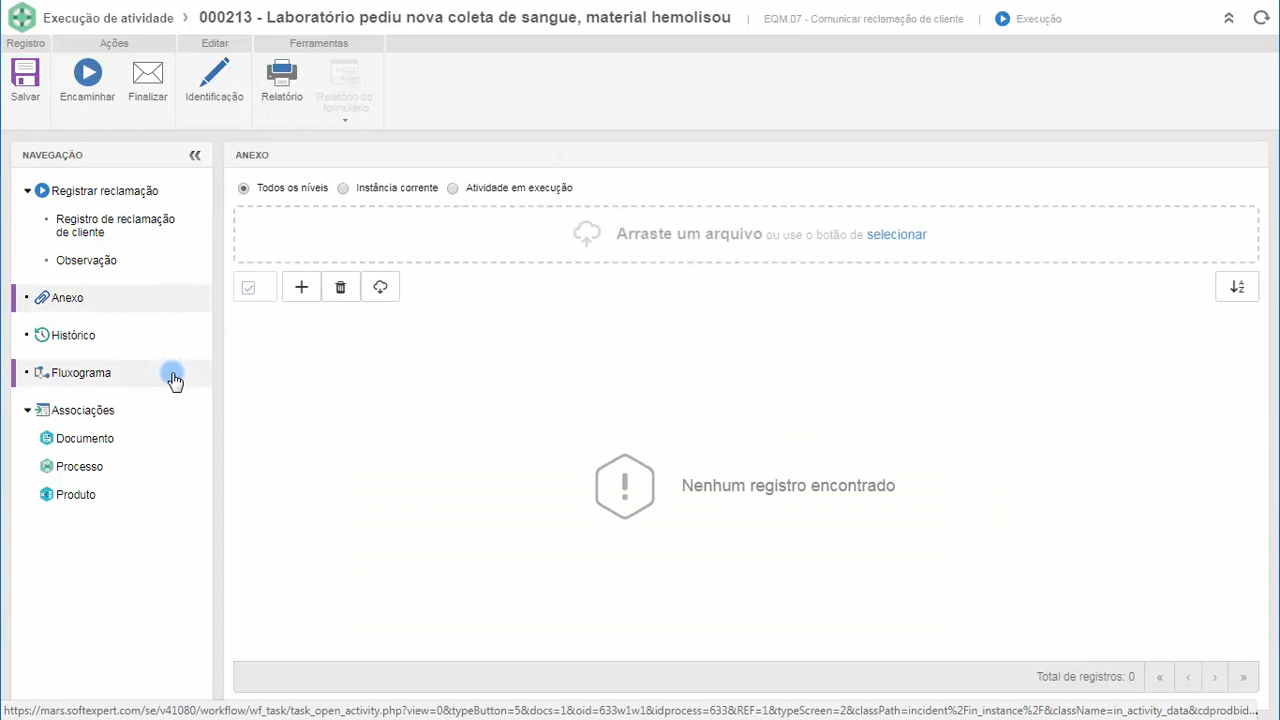 Execução de atividade › 000213 - Laboratório pediu nova coleta de sangue, material hemolisou EQM.07 - Comunicar reclamação de cliente Execução
Registro Ações Editar Ferramentas
Salvar Encaminhar Finalizar Identificação Relatório Relatório do
formulário
NAVEGAÇÃO
ANEXO
Registrar reclamação
Registro de reclamação
de cliente
Observação
Anexo
Histórico
Fluxograma
Associações
Documento
Processo
Produto
Todos os níveis Instância corrente Atividade em execução
Arraste um arquivo ou use o botão de selecionar
Nenhum registro encontrado
Total de registros: 0
https://mars.softexpert.com/se/v41080/workflow/wf_task/task_open_activity.php?view=0&typeButton=5&docs=1&oid=633w1w1&idprocess=633&REF=1&typeScreen=2&classPath=incident%2Fin_instance%2F&className=in_activity_data&cdprodbid...